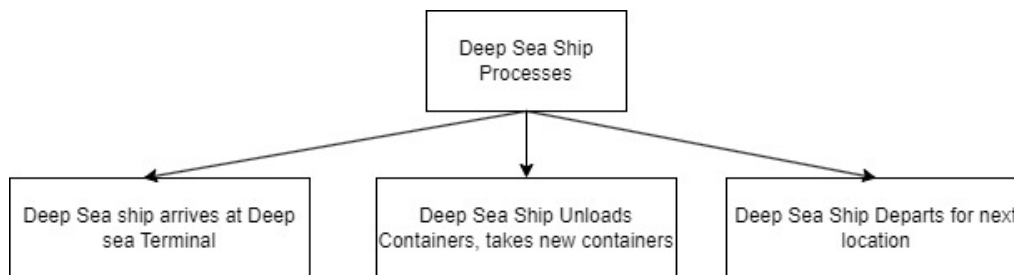 Deep Sea Ship
Processes
Deep Sea ship arrives at Deep
sea Terminal
Deep Sea Ship Unloads
Containers, takes new containers
Deep Sea Ship Departs for next
location